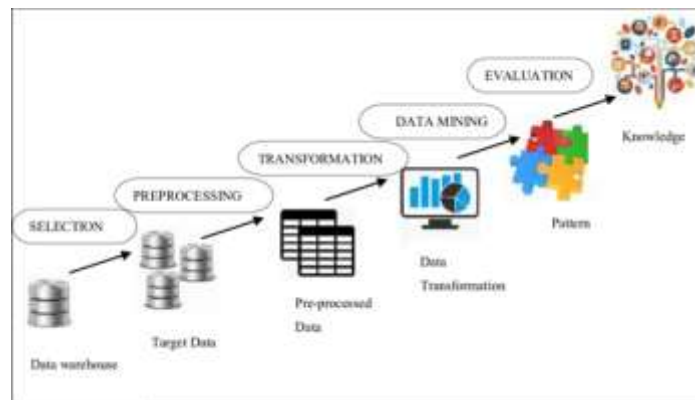 EVALUATION
Knowledge
DATA MINING
Pattern
TRANSFORMATION
Data
Transformation
PREPROCESSING
Pre-processed
Data
SELECTION
Target Data
Data warehouse